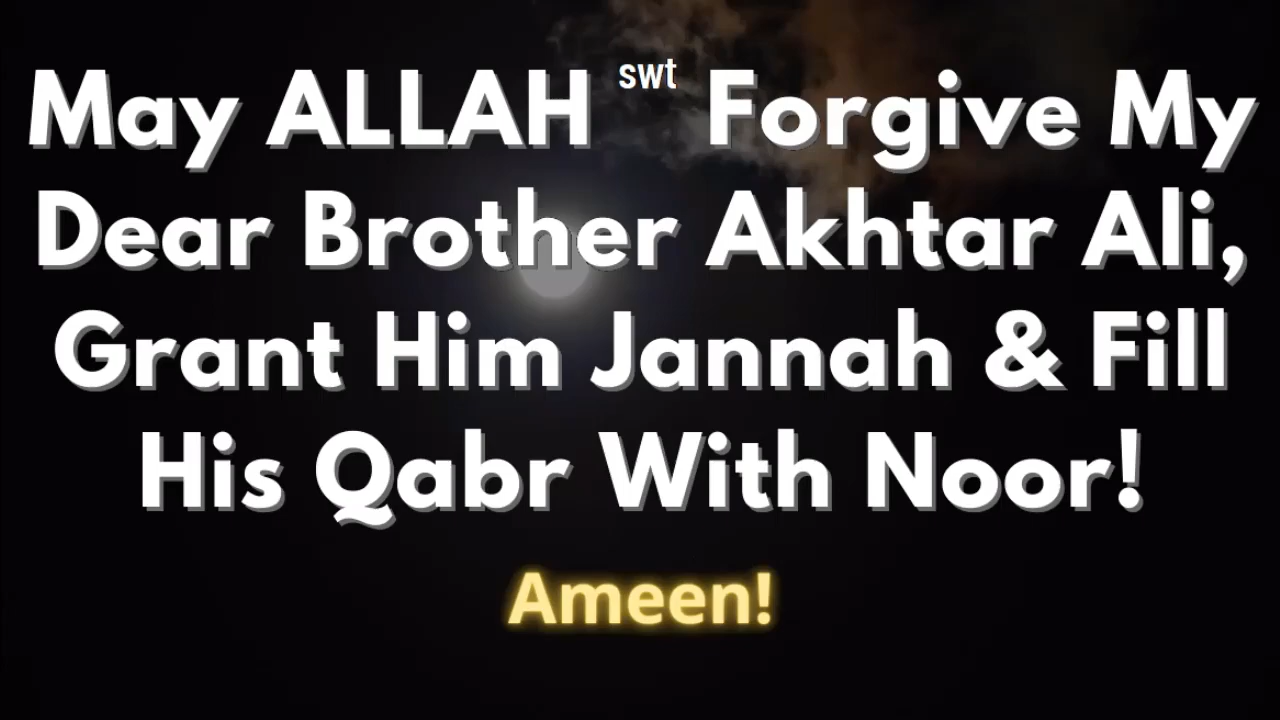 May ALLAH swt Forgive My
Dear Brother Akhtar Ali,
Grant Him Jannah & Fill
His Qabr With Noor!
Ameen!